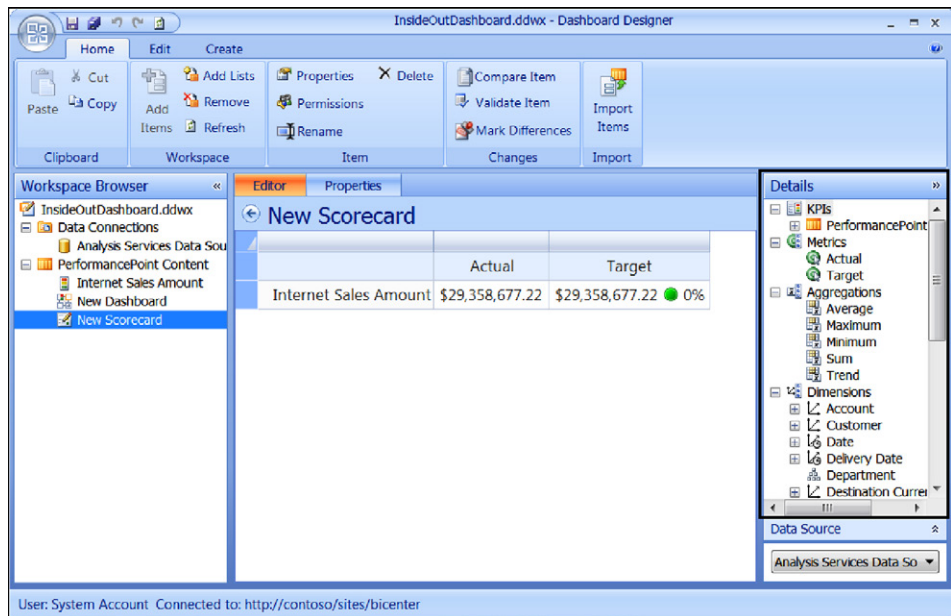 InsideOutDashboard.ddwx - Dashboard Designer
Home Edit Create
Paste Cut Copy
Clipboard
Add Items Add Lists Remove Refresh
Workspace
Properties Delete Permissions Rename
Item
Compare Item Validate Item Mark Differences
Changes
Import Items
Import
Workspace Browser
InsideOutDashboard.ddwx
Data Connections
Analysis Services Data Sou
PerformancePoint Content
Internet Sales Amount
New Dashboard
New Scorecard
Editor Properties
New Scorecard
Actual Target
Internet Sales Amount $29,358,677.22 $29,358,677.22 0%
Details
KPIs
PerformancePoint
Metrics
Actual
Target
Aggregations
Average
Maximum
Minimum
Sum
Trend
Dimensions
Account
Customer
Date
Delivery Date
Department
Destination Curre
Data Source
Analysis Services Data So
User: System Account Connected to: http://contoso/sites/bicenter